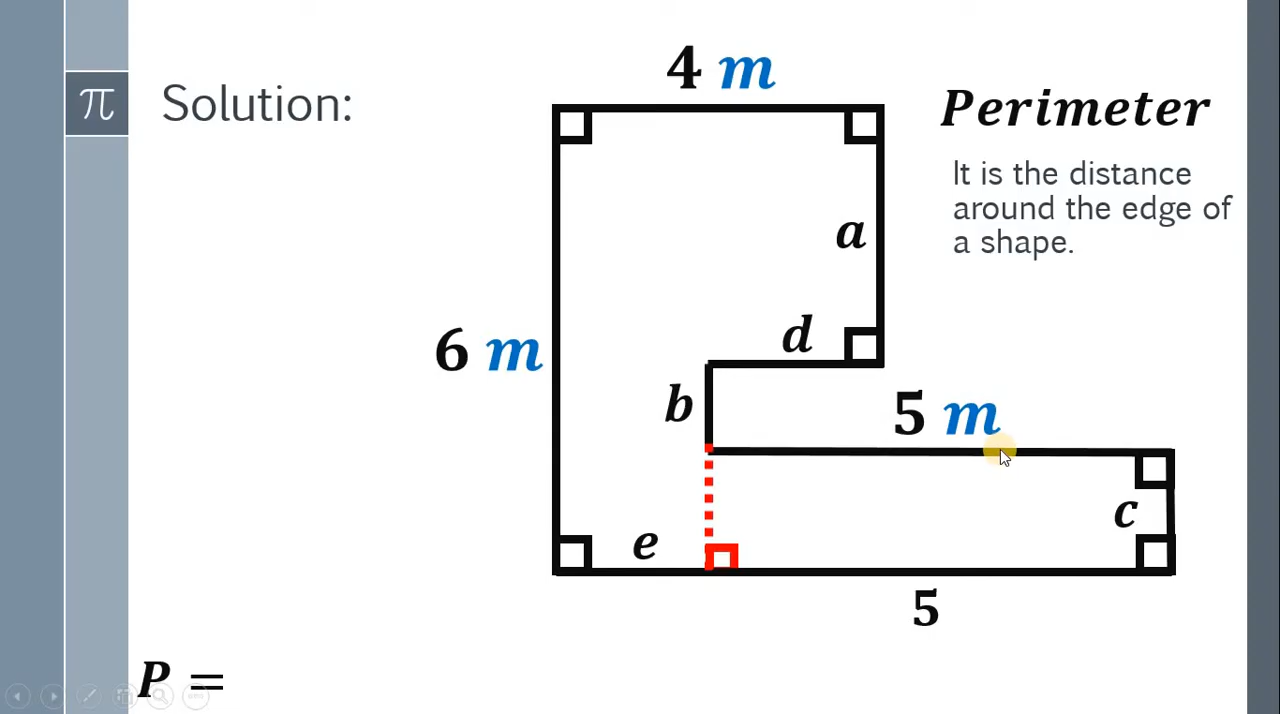 π
Solution:
4 m
Perimeter
It is the distance
around the edge of
a shape.
a
6 m
d
b
5 m
c
e
5
P =